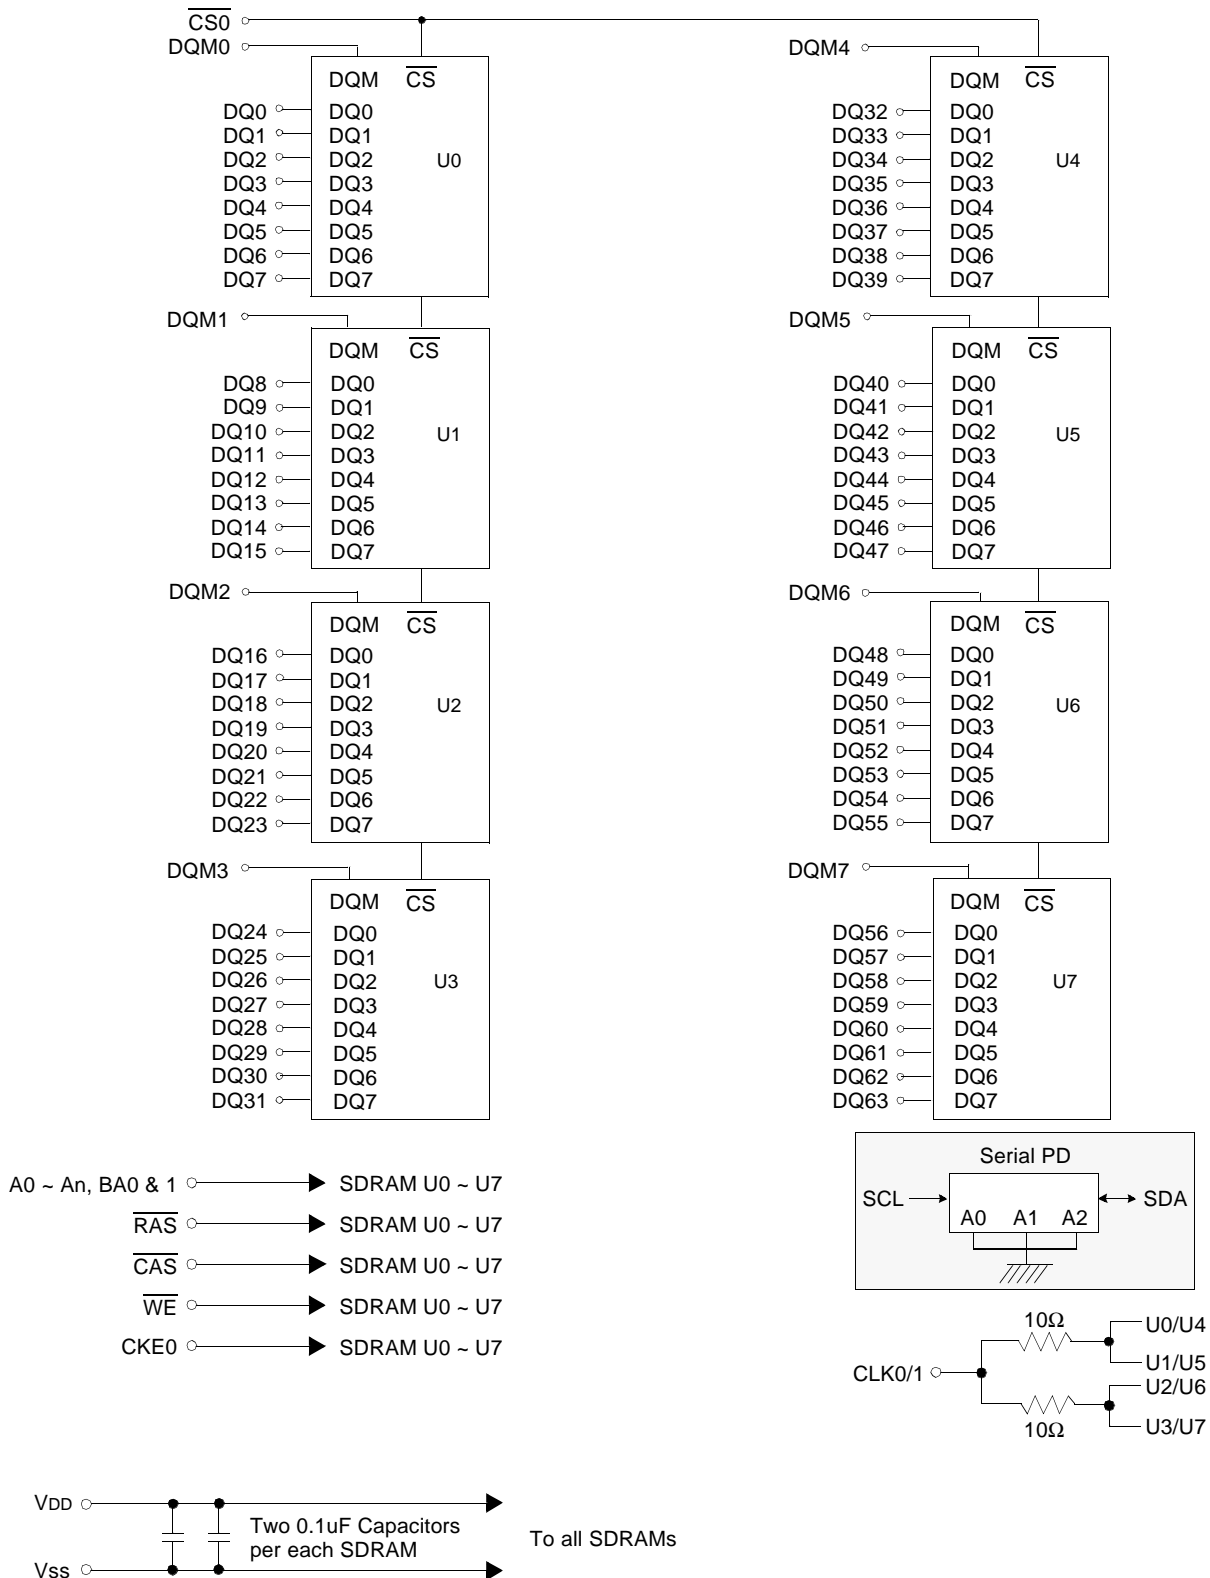 CS0
DQM0
DQM CS
DQ0 DQ0
DQ1 DQ1
DQ2 DQ2 U0
DQ3 DQ3
DQ4 DQ4
DQ5 DQ5
DQ6 DQ6
DQ7 DQ7
DQM1
DQM CS
DQ8 DQ0
DQ9 DQ1
DQ10 DQ2 U1
DQ11 DQ3
DQ12 DQ4
DQ13 DQ5
DQ14 DQ6
DQ15 DQ7
DQM2
DQM CS
DQ16 DQ0
DQ17 DQ1
DQ18 DQ2 U2
DQ19 DQ3
DQ20 DQ4
DQ21 DQ5
DQ22 DQ6
DQ23 DQ7
DQM3
DQM CS
DQ24 DQ0
DQ25 DQ1
DQ26 DQ2 U3
DQ27 DQ3
DQ28 DQ4
DQ29 DQ5
DQ30 DQ6
DQ31 DQ7
DQM4
DQM CS
DQ32 DQ0
DQ33 DQ1
DQ34 DQ2 U4
DQ35 DQ3
DQ36 DQ4
DQ37 DQ5
DQ38 DQ6
DQ39 DQ7
DQM5
DQM CS
DQ40 DQ0
DQ41 DQ1
DQ42 DQ2 U5
DQ43 DQ3
DQ44 DQ4
DQ45 DQ5
DQ46 DQ6
DQ47 DQ7
DQM6
DQM CS
DQ48 DQ0
DQ49 DQ1
DQ50 DQ2 U6
DQ51 DQ3
DQ52 DQ4
DQ53 DQ5
DQ54 DQ6
DQ55 DQ7
DQM7
DQM CS
DQ56 DQ0
DQ57 DQ1
DQ58 DQ2 U7
DQ59 DQ3
DQ60 DQ4
DQ61 DQ5
DQ62 DQ6
DQ63 DQ7
A0 ~ An, BA0 & 1 SDRAM U0 ~ U7
RAS SDRAM U0 ~ U7
CAS SDRAM U0 ~ U7
WE SDRAM U0 ~ U7
CKE0 SDRAM U0 ~ U7
Serial PD
SCL SDA
A0 A1 A2
10Ω
U0/U4
U1/U5
CLK0/1
U2/U6
U3/U7
10Ω
VDD
Two 0.1uF Capacitors
per each SDRAM
To all SDRAMs
Vss